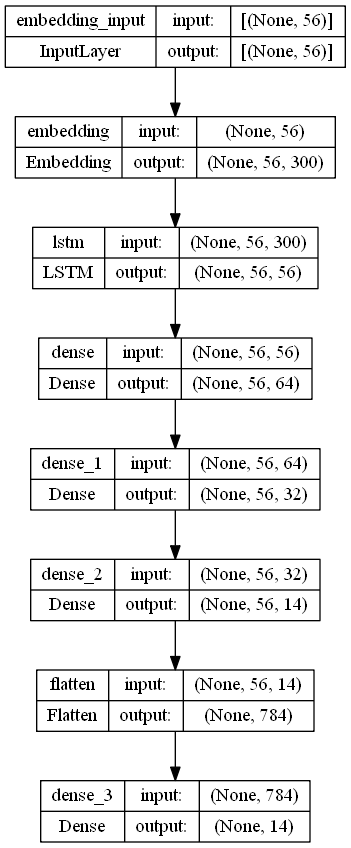 embedding_input input: [(None, 56)]
InputLayer output: [(None, 56)]
embedding input: (None, 56)
Embedding output: (None, 56, 300)
lstm input: (None, 56, 300)
LSTM output: (None, 56, 56)
dense input: (None, 56, 56)
Dense output: (None, 56, 64)
dense_1 input: (None, 56, 64)
Dense output: (None, 56, 32)
dense_2 input: (None, 56, 32)
Dense output: (None, 56, 14)
flatten input: (None, 56, 14)
Flatten output: (None, 784)
dense_3 input: (None, 784)
Dense output: (None, 14)